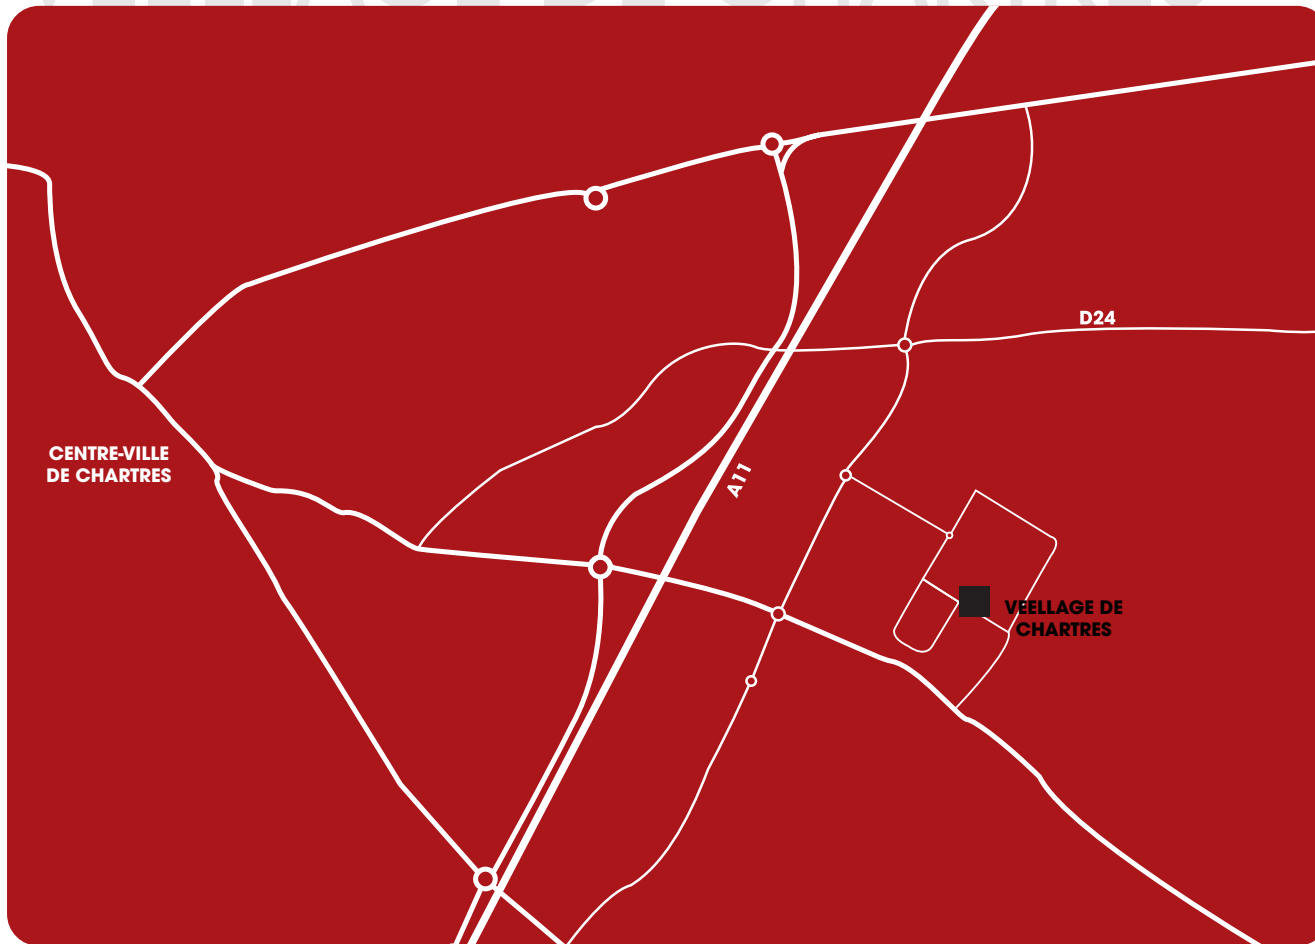 D24
CENTRE-VILLE
DE CHARTRES
A11
VEELLAGE DE
CHARTRES